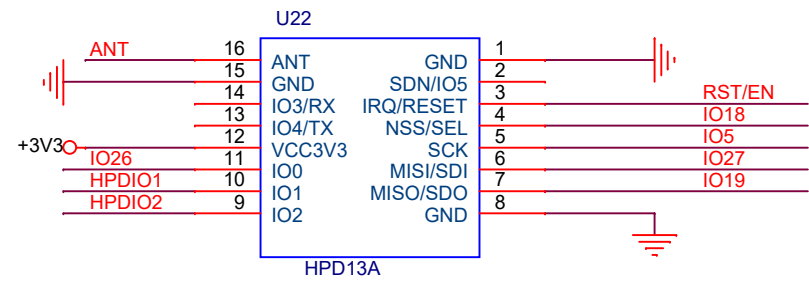 U22
ANT 16 ANT GND 1
15 GND SDN/IO5 2
14 IO3/RX IRQ/RESET 3 RST/EN
13 IO4/TX NSS/SEL 4 IO18
+3V3 12 VCC3V3 SCK 5 IO5
IO26 11 IO0 MISI/SDI 6 IO27
HPDIO1 10 IO1 MISO/SDO 7 IO19
HPDIO2 9 IO2 GND 8
HPD13A